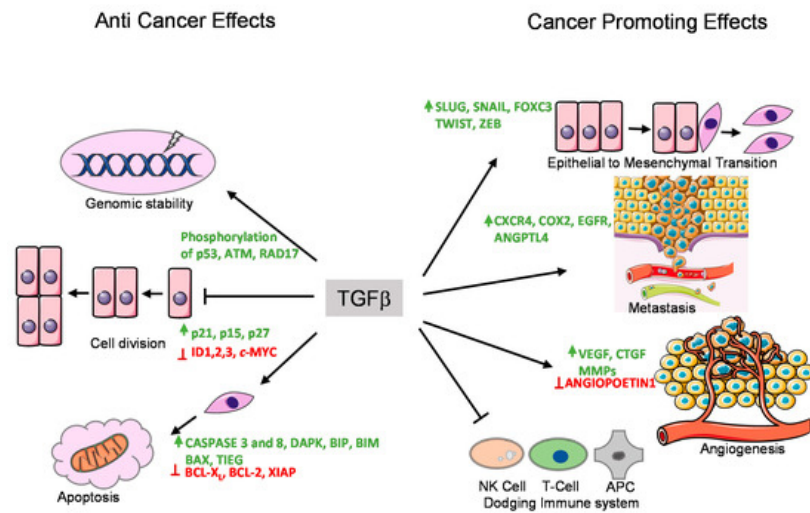 Anti Cancer Effects
Cancer Promoting Effects
SLUG, SNAIL, FOXC3
TWIST, ZEB
Epithelial to Mesenchymal Transition
Genomic stability
CXCR4, COX2, EGFR,
ANGPTL4
Metastasis
Phosphorylation
of p53, ATM, RAD17
TGFβ
Cell division
p21, p15, p27
ID1,2,3, c-MYC
VEGF, CTGF
MMPs
ANGIOPOETIN1
Angiogenesis
CASPASE 3 and 8, DAPK, BIP, BIM
BAX, TIEG
BCL-XL, BCL-2, XIAP
Apoptosis
NK Cell
T-Cell
APC
Dodging Immune system